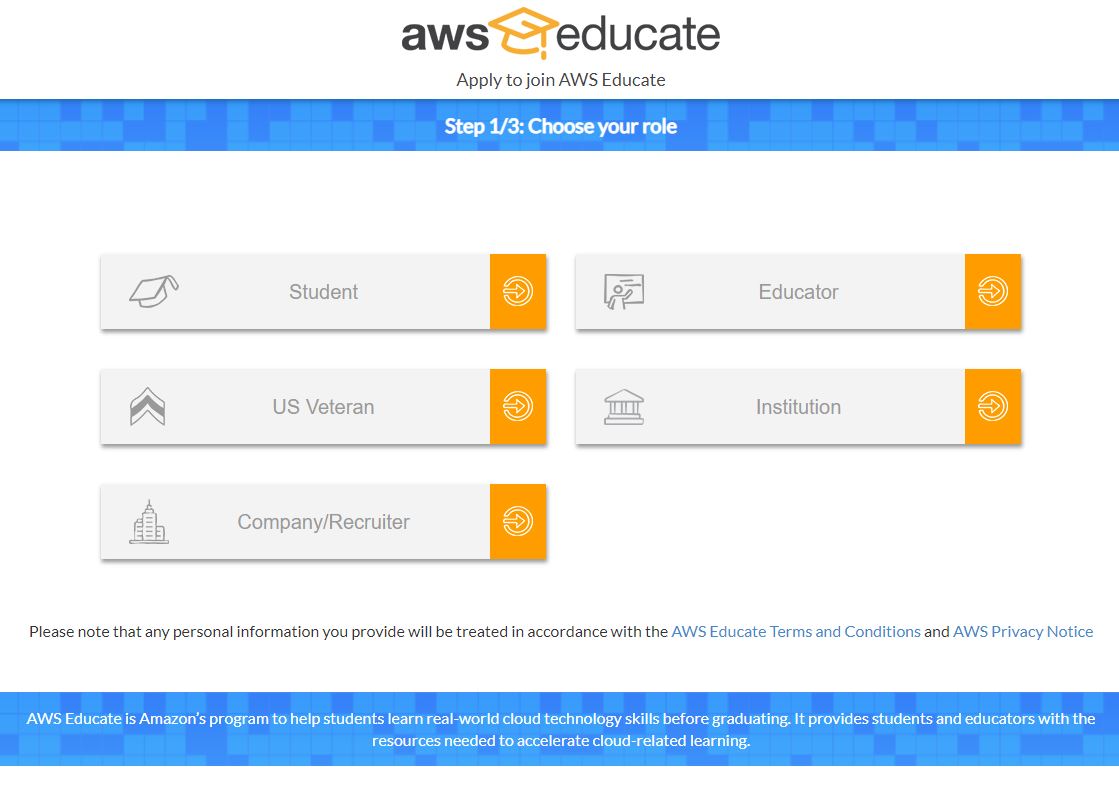 aws educate
Apply to join AWS Educate
Step 1/3: Choose your role
Student
Educator
US Veteran
Institution
Company/Recruiter
Please note that any personal information you provide will be treated in accordance with the AWS Educate Terms and Conditions and AWS Privacy Notice
AWS Educate is Amazon's program to help students learn real-world cloud technology skills before graduating. It provides students and educators with the
resources needed to accelerate cloud-related learning.